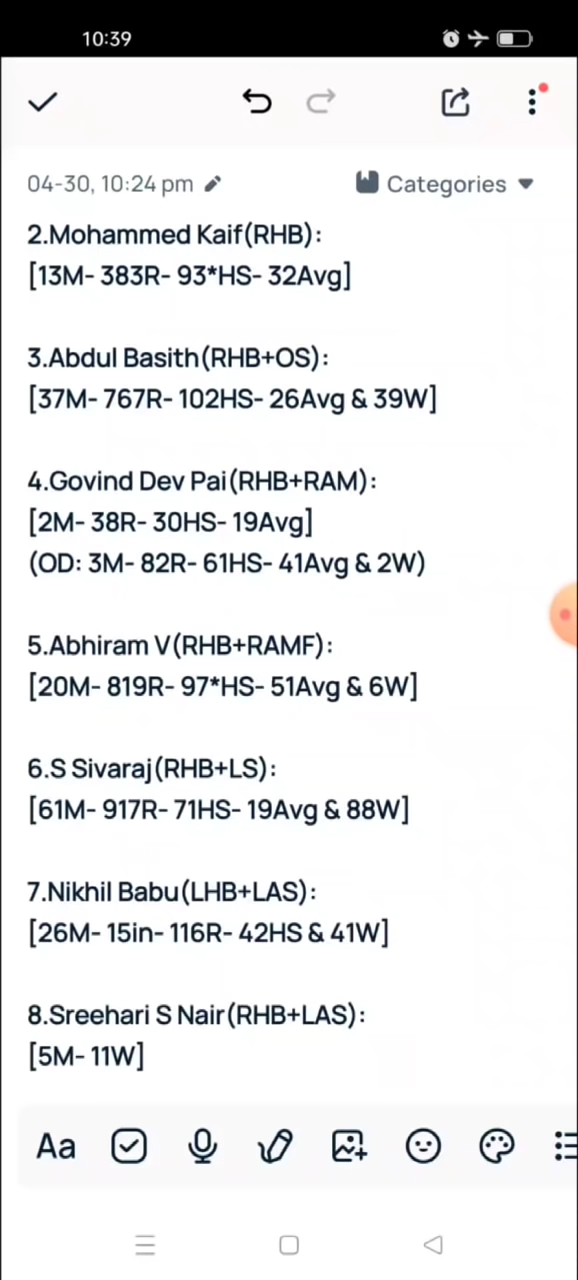 10:39
04-30, 10:24 pm
Categories
2.Mohammed Kaif(RHB):
[13M- 383R- 93*HS- 32Avg]
3.Abdul Basith(RHB+OS):
[37M- 767R- 102HS- 26Avg & 39W]
4.Govind Dev Pai(RHB+RAM):
[2M- 38R- 30HS- 19Avg]
(OD: 3M- 82R- 61HS- 41Avg & 2W)
5.Abhiram V(RHB+RAMF):
[20M- 819R- 97*HS- 51Avg & 6W]
6.S Sivaraj(RHB+LS):
[61M- 917R- 71HS- 19Avg & 88W]
7.Nikhil Babu(LHB+LAS):
[26M- 15in- 116R- 42HS & 41W]
8.Sreehari S Nair(RHB+LAS):
[5M- 11W]
Aa